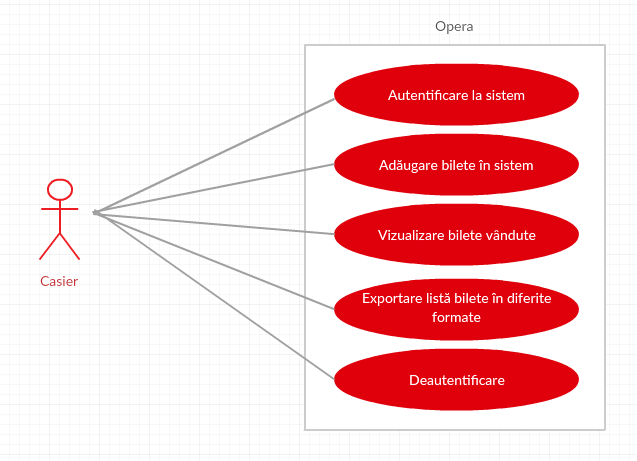 Opera
Autentificare la sistem
Adăugare bilete în sistem
Vizualizare bilete vândute
Exportare listă bilete în diferite
formate
Deautentificare
Casier